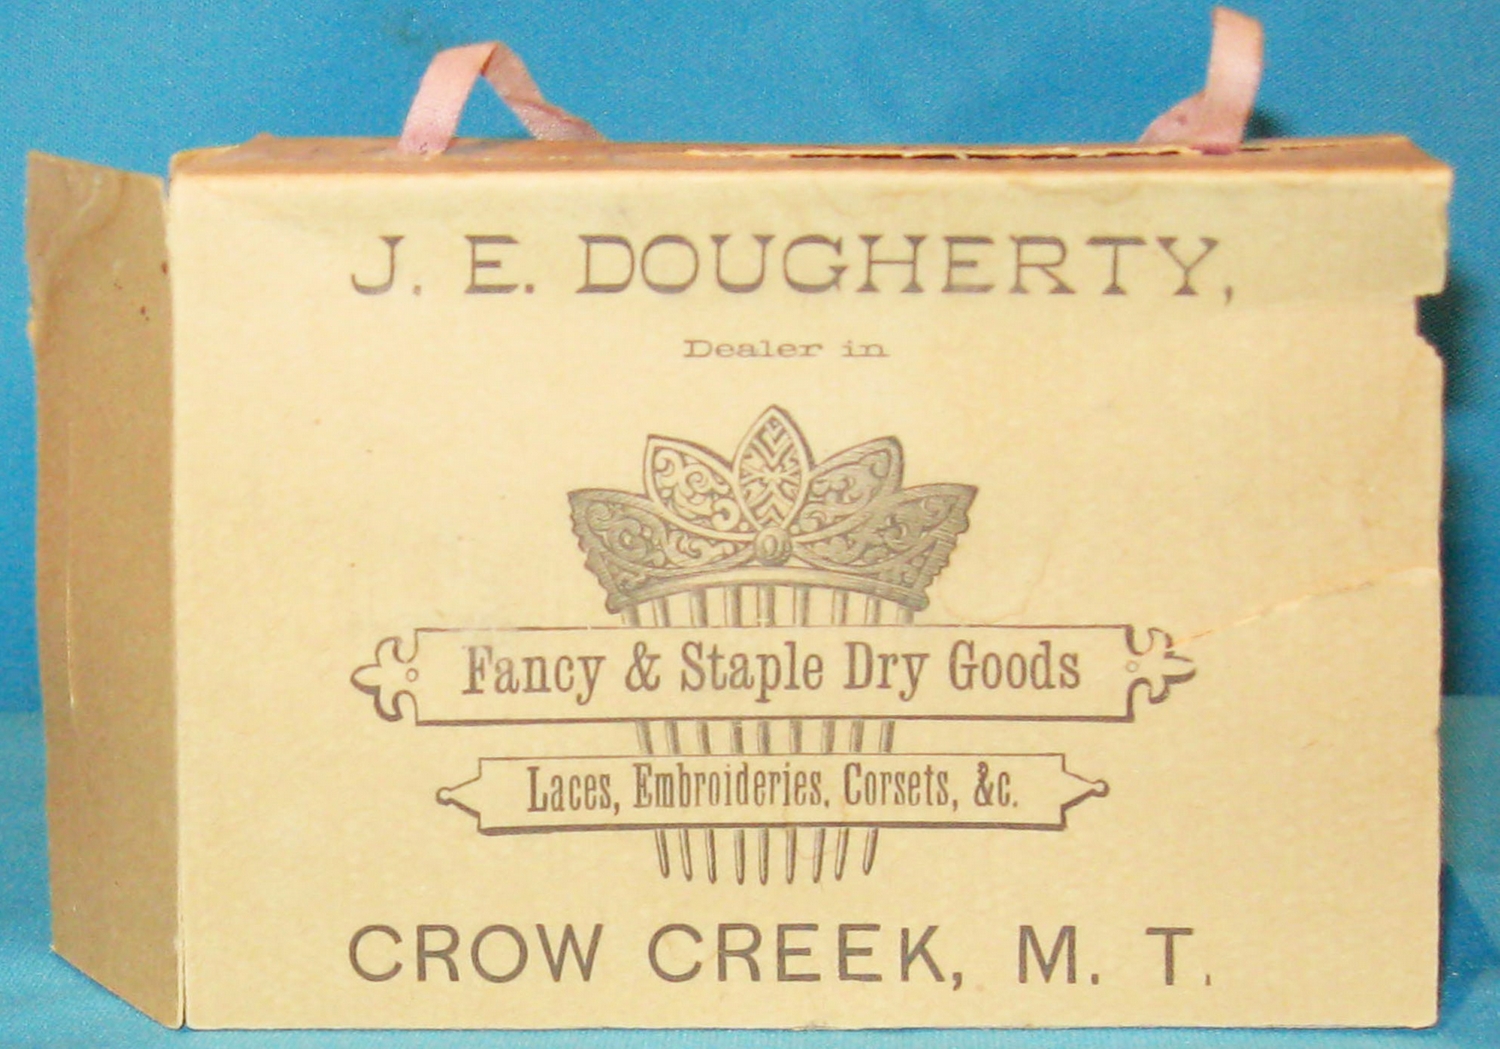 J. E. DOUGHERTY,
Dealer in
Fancy & Staple Dry Goods
Laces, Embroideries. Corsets, &c.
CROW CREEK, M. T.